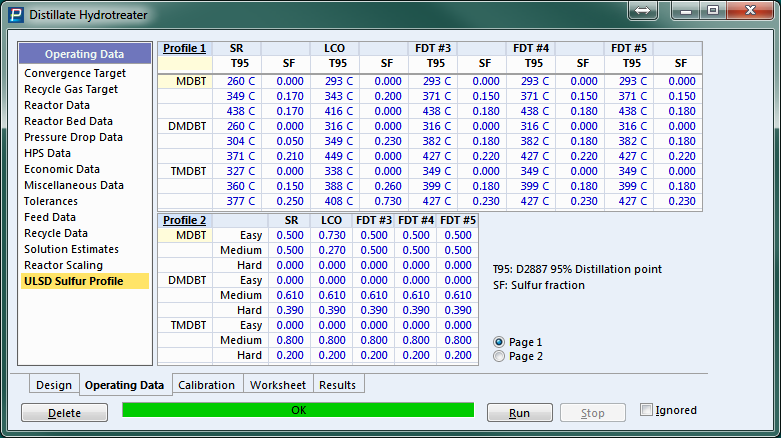 Distillate Hydrotreater
Operating Data
Convergence Target
Recycle Gas Target
Reactor Data
Reactor Bed Data
Pressure Drop Data
HPS Data
Economic Data
Miscellaneous Data
Tolerances
Feed Data
Recycle Data
Solution Estimates
Reactor Scaling
ULSD Sulfur Profile
Profile 1 SR LCO FDT #3 FDT #4 FDT #5
T95 SF T95 SF T95 SF T95 SF T95 SF
MDBT 260 C 0.000 293 C 0.000 293 C 0.000 293 C 0.000 293 C 0.000
349 C 0.170 343 C 0.200 371 C 0.150 371 C 0.150 371 C 0.150
438 C 0.170 416 C 0.000 438 C 0.180 438 C 0.180 438 C 0.180
DMDBT 260 C 0.000 316 C 0.000 316 C 0.000 316 C 0.000 316 C 0.000
304 C 0.050 349 C 0.230 382 C 0.180 382 C 0.180 382 C 0.180
371 C 0.210 449 C 0.000 427 C 0.220 427 C 0.220 427 C 0.220
TMDBT 327 C 0.000 338 C 0.000 349 C 0.000 349 C 0.000 349 C 0.000
360 C 0.150 388 C 0.260 399 C 0.180 399 C 0.180 399 C 0.180
377 C 0.250 408 C 0.730 427 C 0.230 427 C 0.230 427 C 0.230
Profile 2 SR LCO FDT #3 FDT #4 FDT #5
MDBT Easy 0.500 0.730 0.500 0.500 0.500
Medium 0.500 0.270 0.500 0.500 0.500
Hard 0.000 0.000 0.000 0.000 0.000
DMDBT Easy 0.000 0.000 0.000 0.000 0.000
Medium 0.610 0.610 0.610 0.610 0.610
Hard 0.390 0.390 0.390 0.390 0.390
TMDBT Easy 0.000 0.000 0.000 0.000 0.000
Medium 0.800 0.800 0.800 0.800 0.800
Hard 0.200 0.200 0.200 0.200 0.200
T95: D2887 95% Distillation point
SF: Sulfur fraction
Page 1
Page 2
Design Operating Data Calibration Worksheet Results
Delete OK Run Stop Ignored